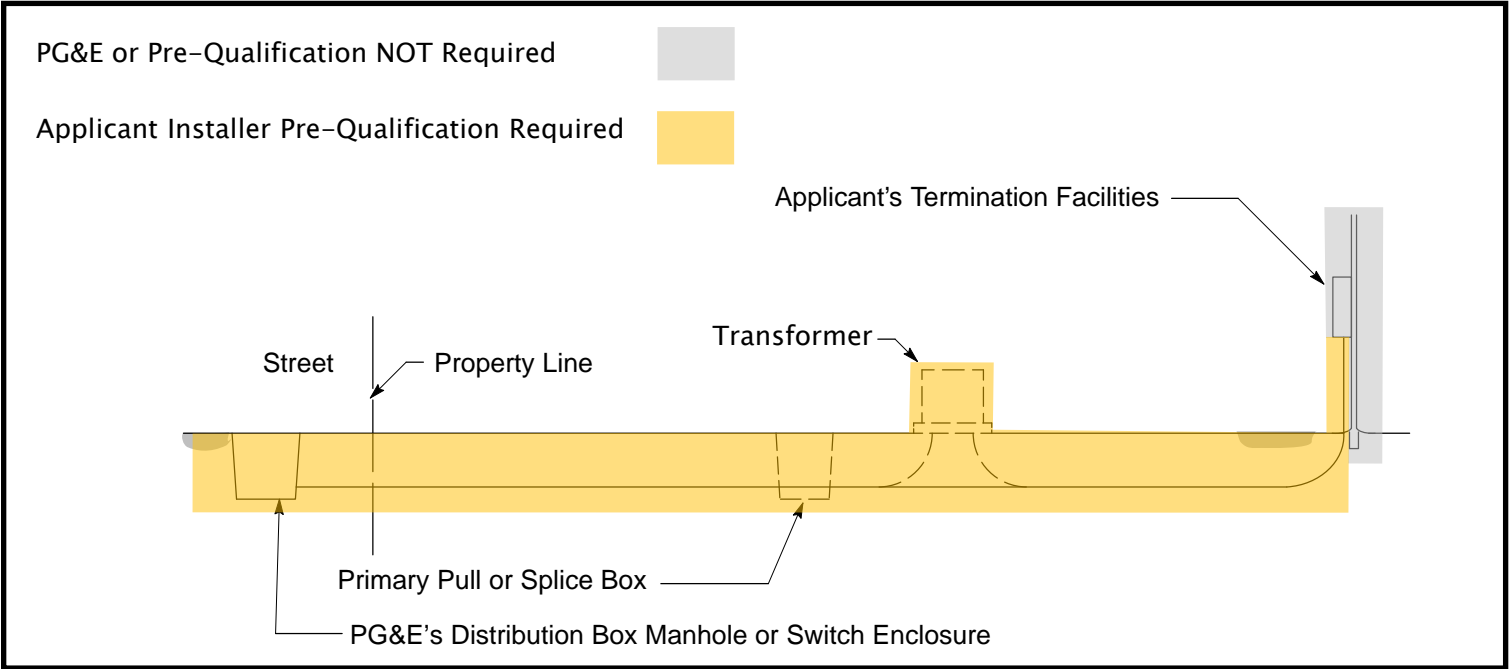 PG&E or Pre-Qualification NOT Required
Applicant Installer Pre-Qualification Required
Applicant's Termination Facilities
Transformer
Street
Property Line
Primary Pull or Splice Box
PG&E's Distribution Box Manhole or Switch Enclosure